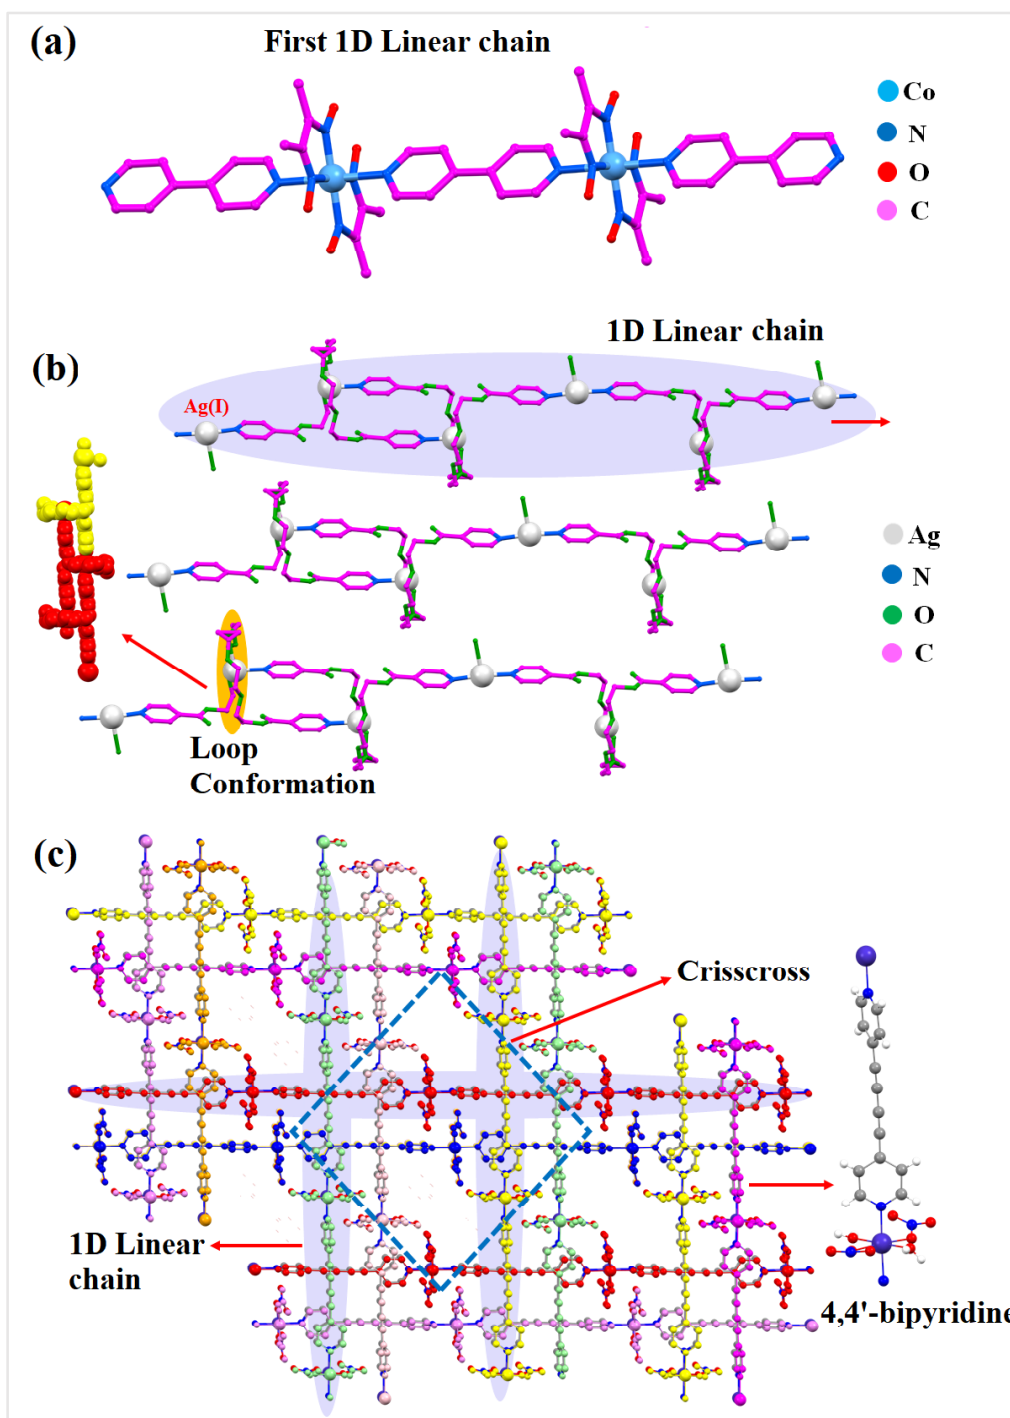 (a)
First 1D Linear chain
Co
N
O
C
(b)
1D Linear chain
Ag(I)
Ag
N
O
C
Loop
Conformation
(c)
Crisscross
1D Linear
chain
4,4'-bipyridine